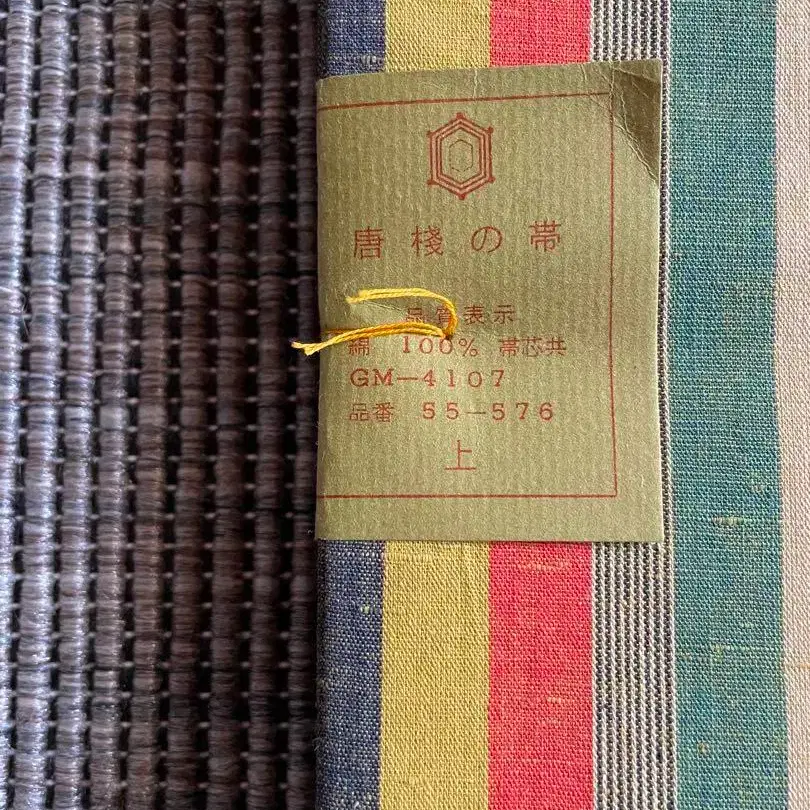 唐棧の帯
品質表示
綿 100% 帯芯共
GM—4107
品番 55—576
上